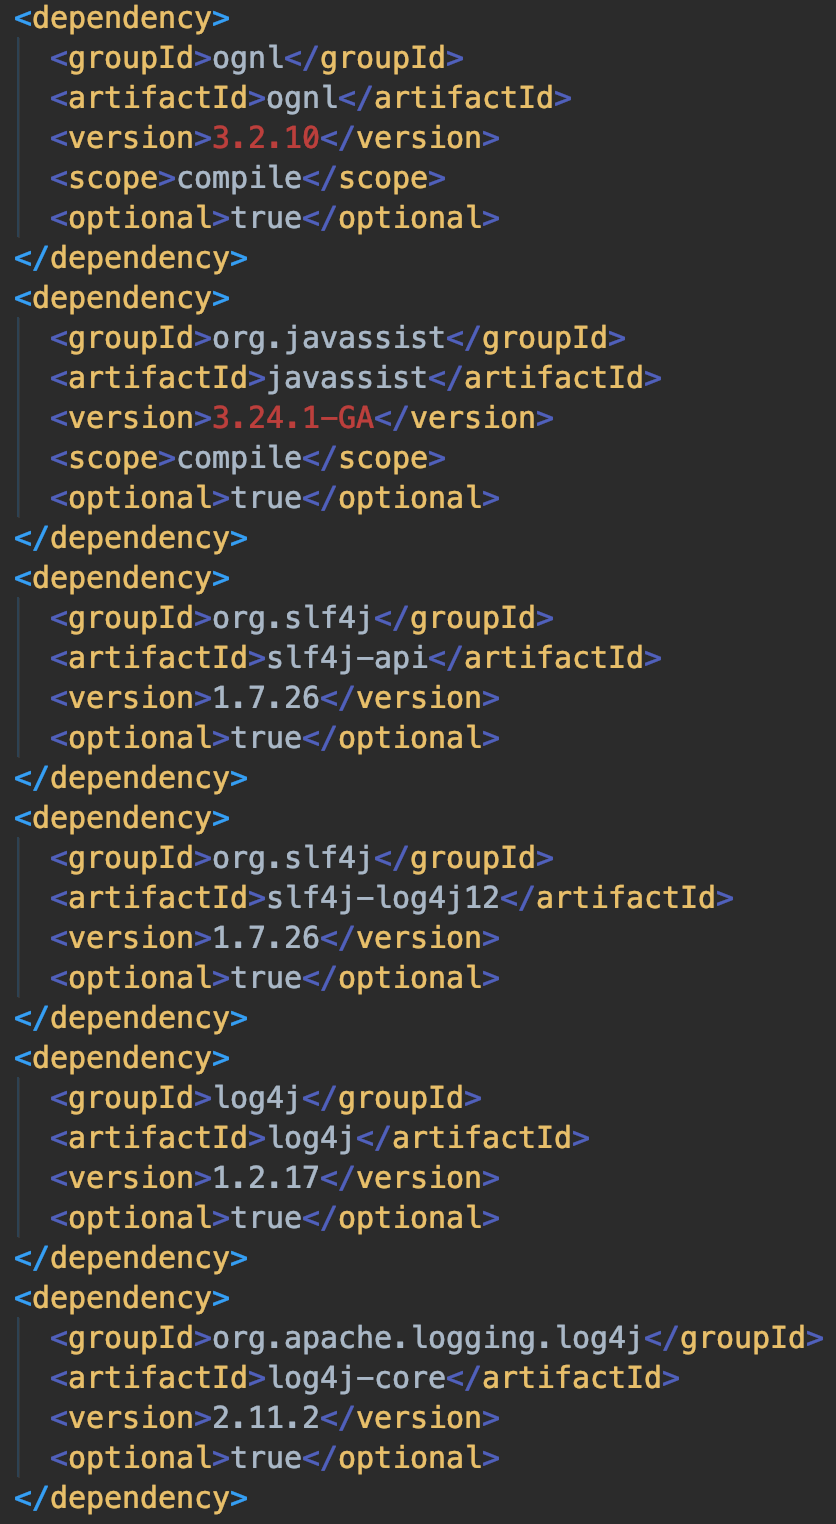 <dependency>
<groupId>ognl</groupId>
<artifactId>ognl</artifactId>
<version>3.2.10</version>
<scope>compile</scope>
<optional>true</optional>
</dependency>
<dependency>
<groupId>org.javassist</groupId>
<artifactId>javassist</artifactId>
<version>3.24.1-GA</version>
<scope>compile</scope>
<optional>true</optional>
</dependency>
<dependency>
<groupId>org.slf4j</groupId>
<artifactId>slf4j-api</artifactId>
<version>1.7.26</version>
<optional>true</optional>
</dependency>
<dependency>
<groupId>org.slf4j</groupId>
<artifactId>slf4j-log4j12</artifactId>
<version>1.7.26</version>
<optional>true</optional>
</dependency>
<dependency>
<groupId>log4j</groupId>
<artifactId>log4j</artifactId>
<version>1.2.17</version>
<optional>true</optional>
</dependency>
<dependency>
<groupId>org.apache.logging.log4j</groupId>
<artifactId>log4j-core</artifactId>
<version>2.11.2</version>
<optional>true</optional>
</dependency>